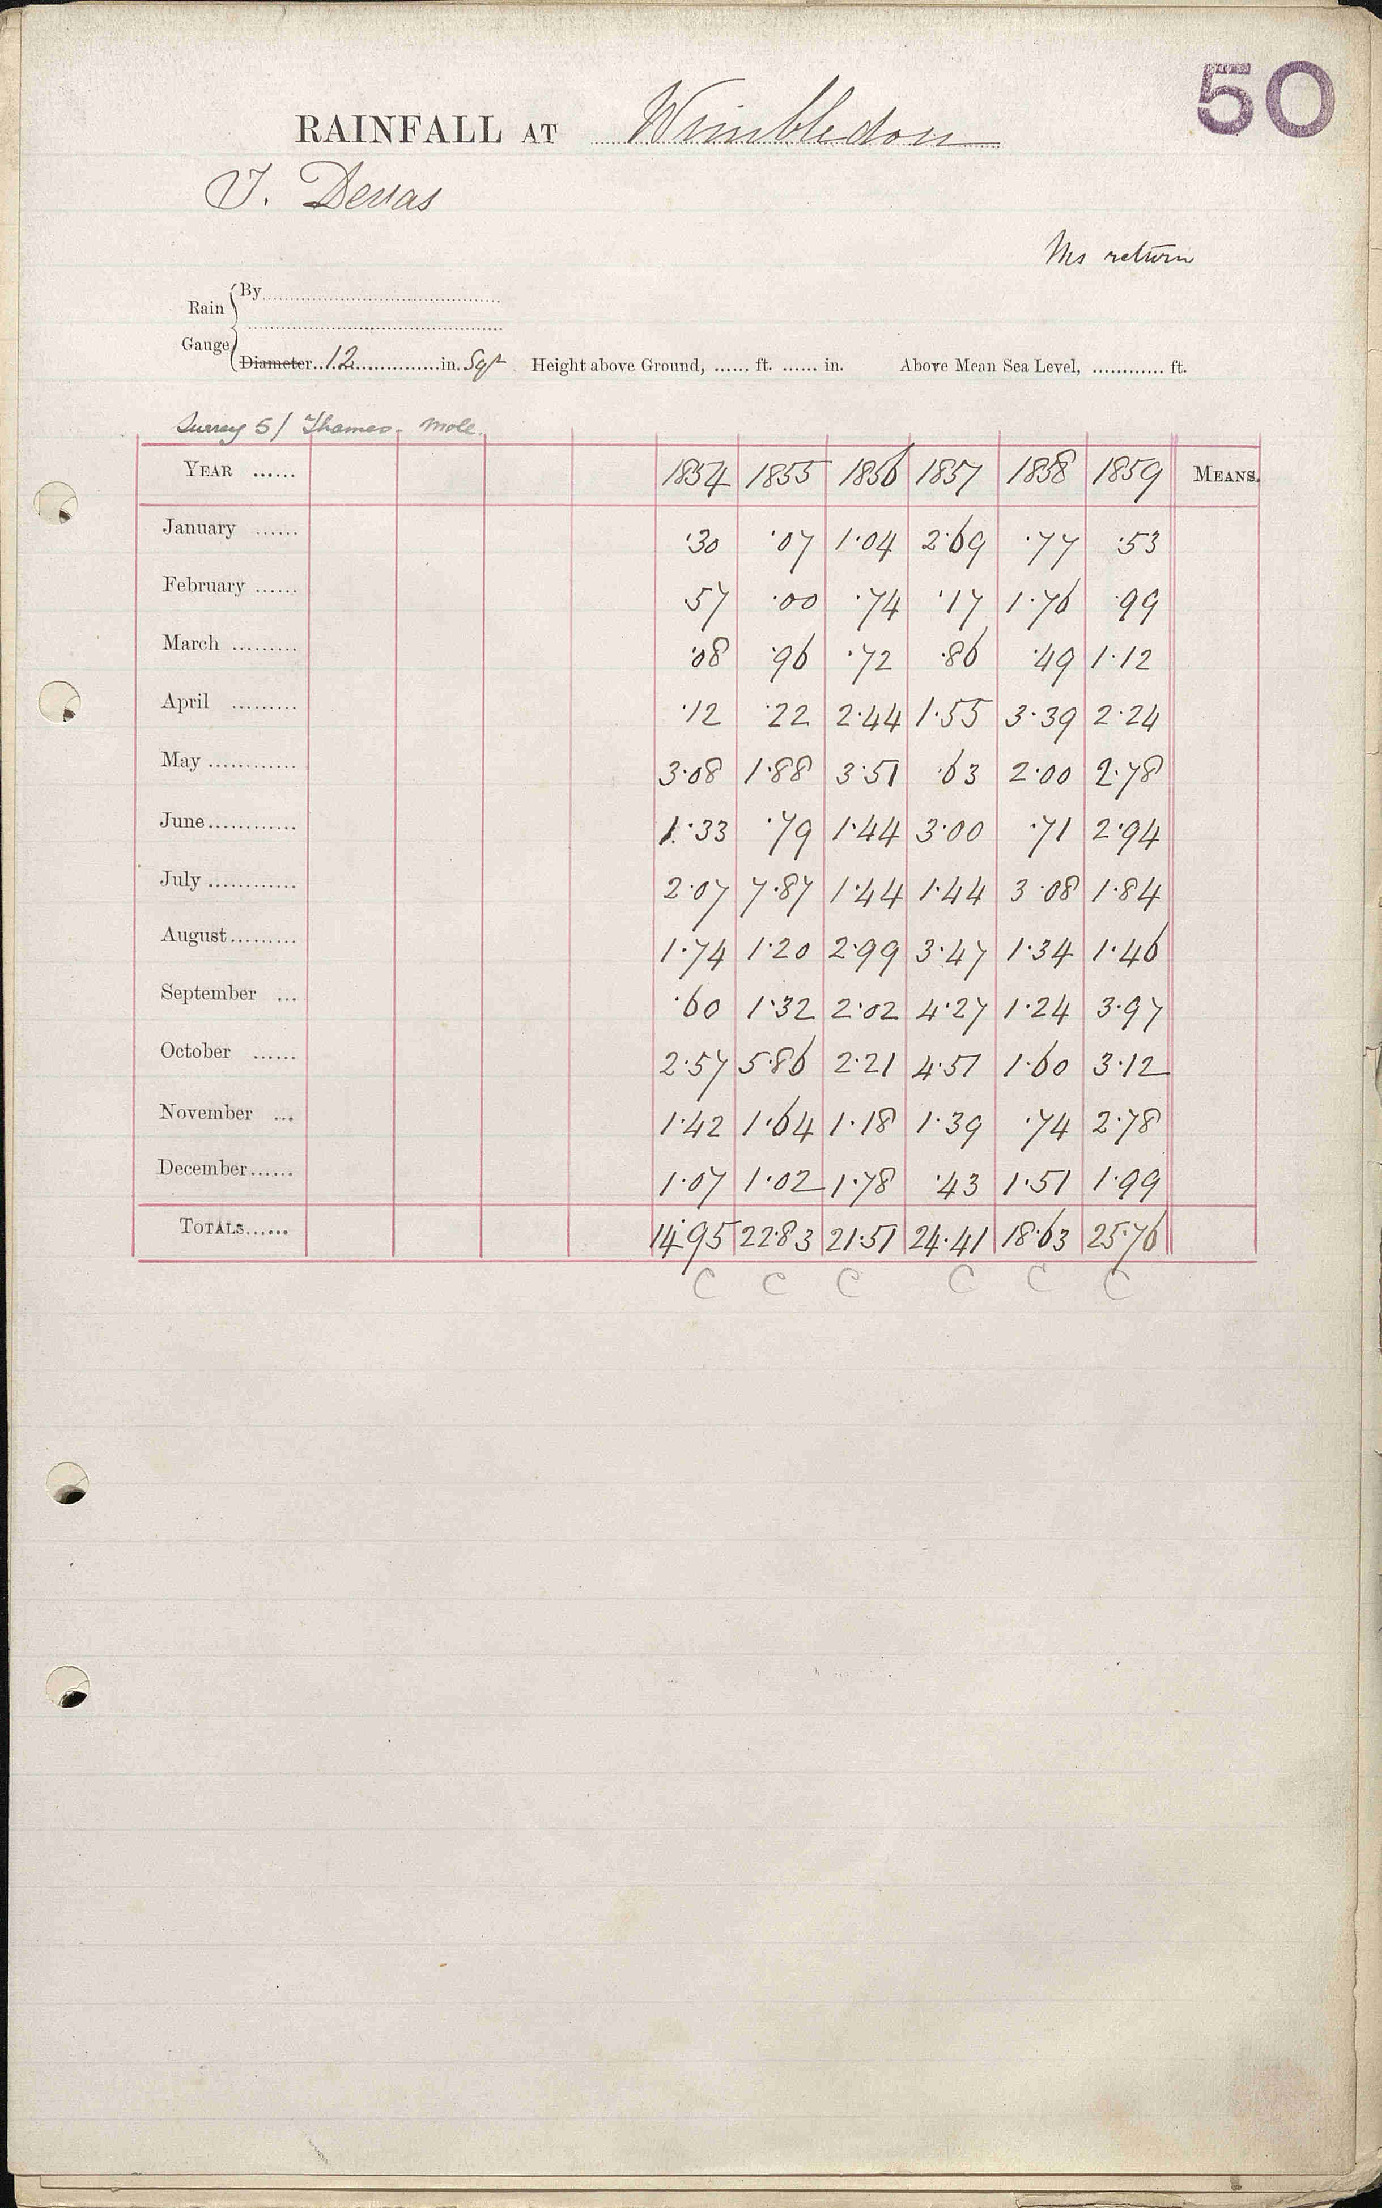 50
RAINFALL AT Wimbledon
T. Devas
Ms return
Rain Gauge
By
Diameter 12 in. Sqr Height above Ground, ...... ft. ...... in. Above Mean Sea Level, ............ ft.
Surrey 5/ Thames - Mole.
YEAR ...... 1854 1855 1856 1857 1858 1859 MEANS.
January ...... ·30 ·07 1·04 2·69 ·77 ·53
February ...... ·57 ·00 ·74 ·17 1·76 ·99
March ......... ·08 ·96 ·72 ·86 ·49 1·12
April ......... ·12 ·22 2·44 1·55 3·39 2·24
May ............ 3·08 1·88 3·51 ·63 2·00 2·78
June ............ 1·33 ·79 1·44 3·00 ·71 2·94
July ............ 2·07 7·87 1·44 1·44 3·08 1·84
August ......... 1·74 1·20 2·99 3·47 1·34 1·46
September ... ·60 1·32 2·02 4·27 1·24 3·97
October ...... 2·57 5·86 2·21 4·51 1·60 3·12
November ... 1·42 1·64 1·18 1·39 ·74 2·78
December ...... 1·07 1·02 1·78 ·43 1·51 1·99
TOTALS ...... 14·95 22·83 21·51 24·41 18·63 25·76
C C C C C C